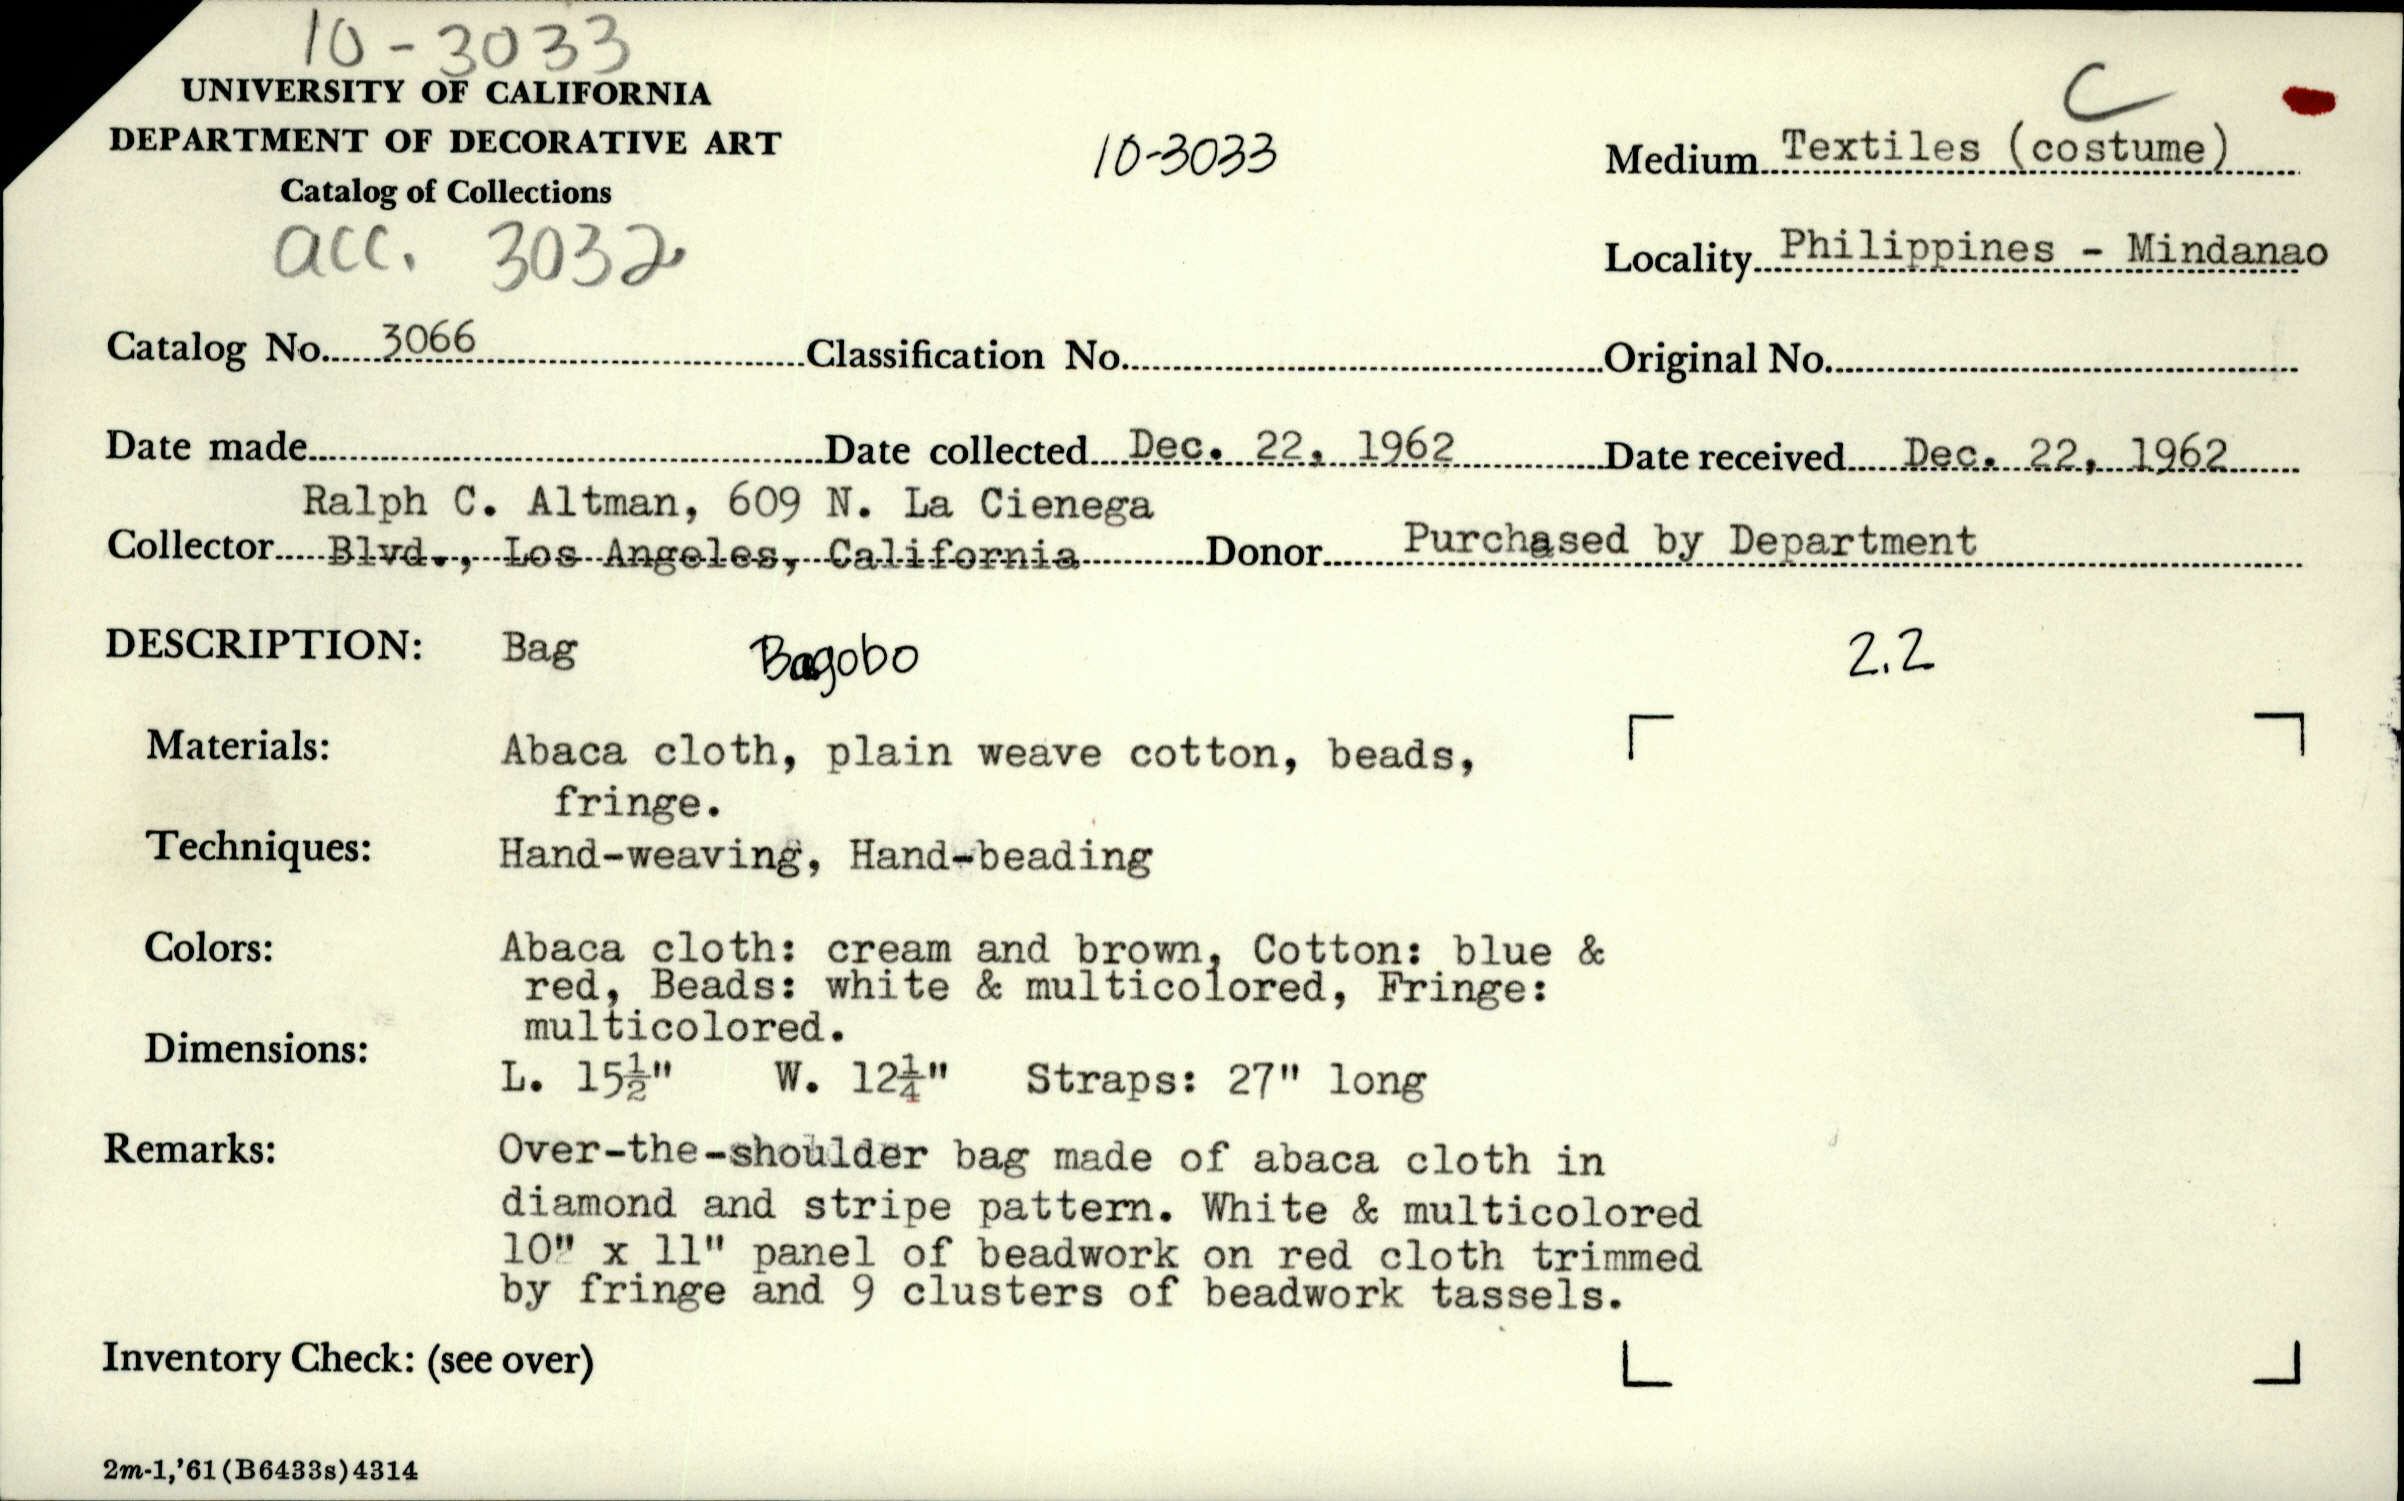 10-3033
UNIVERSITY OF CALIFORNIA
DEPARTMENT OF DECORATIVE ART
Catalog of Collections
acc. 3032
10-3033
C
Medium Textiles (costume)
Locality Philippines - Mindanao
Catalog No. 3066 Classification No. Original No.
Date made Date collected Dec. 22, 1962 Date received Dec. 22, 1962
Ralph C. Altman, 609 N. La Cienega
Collector Blvd., Los Angeles, California Donor Purchased by Department
DESCRIPTION: Bag Bagobo 2.2
Materials: Abaca cloth, plain weave cotton, beads,
fringe.
Techniques: Hand-weaving, Hand-beading
Colors: Abaca cloth: cream and brown, Cotton: blue &
red, Beads: white & multicolored, Fringe:
multicolored.
Dimensions:
L. 15½" W. 12¼" Straps: 27" long
Remarks: Over-the-shoulder bag made of abaca cloth in
diamond and stripe pattern. White & multicolored
10" x 11" panel of beadwork on red cloth trimmed
by fringe and 9 clusters of beadwork tassels.
Inventory Check: (see over)
2m-1,'61(B6433s)4314